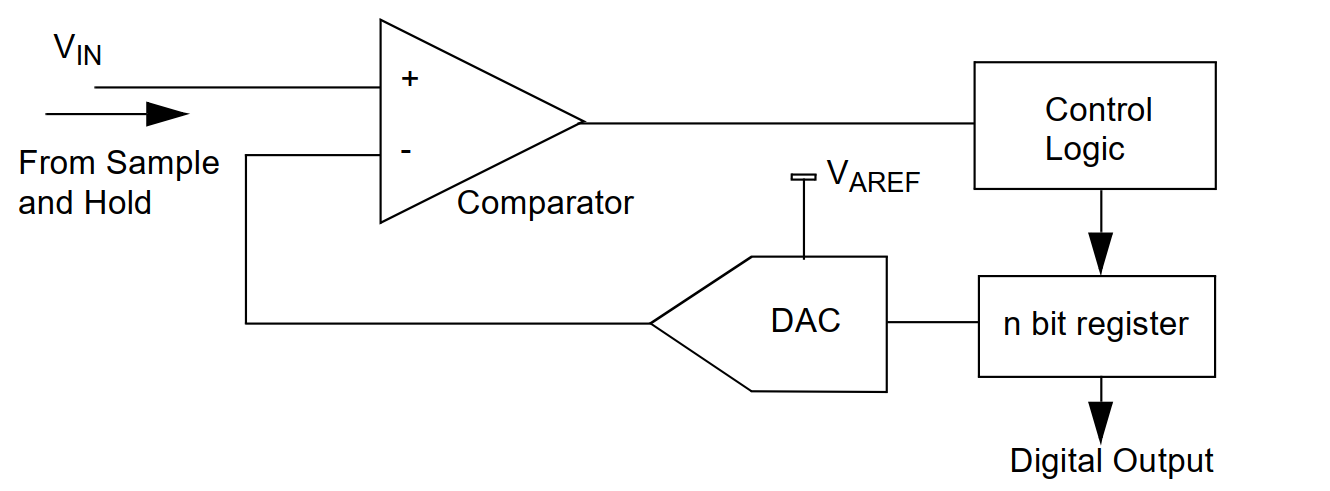 VIN
+
From Sample
and Hold
-
Comparator
VAREF
Control
Logic
DAC
n bit register
Digital Output